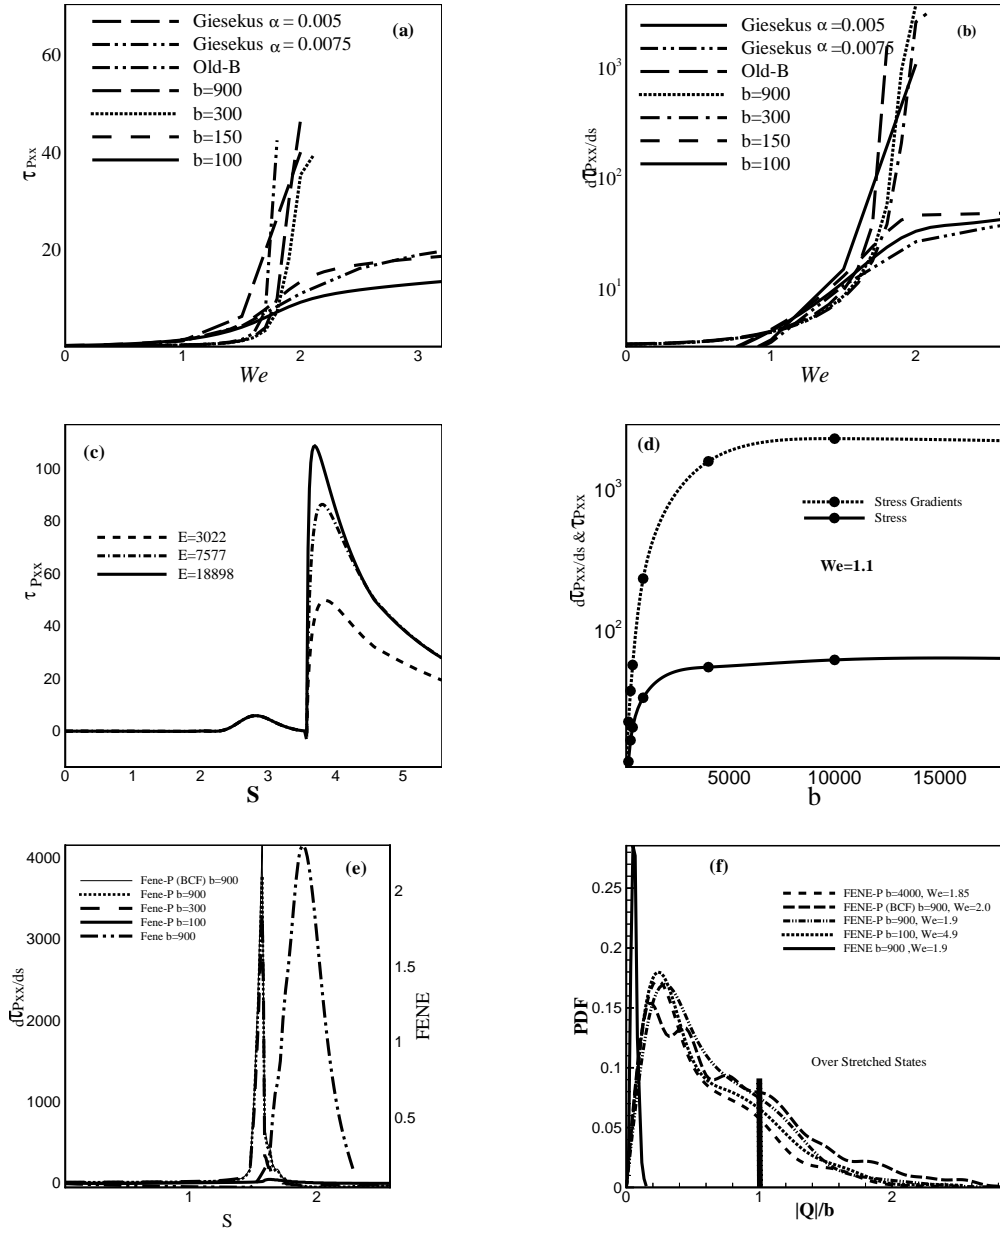 (a)
Giesekus α = 0.005
Giesekus α = 0.0075
Old-B
b=900
b=300
b=150
b=100
60
40
20
τPxx
0 1 2 3
We
(b)
Giesekus α =0.005
Giesekus α =0.0075
Old-B
b=900
b=300
b=150
b=100
10³
10²
10¹
dτPxx/ds
0 1 2
We
(c)
100
80
60
40
20
0
τPxx
E=3022
E=7577
E=18898
0 1 2 3 4 5
S
(d)
10³
10²
dτPxx/ds & τPxx
Stress Gradients
Stress
We=1.1
5000 10000 15000
b
(e)
4000
3000
2000
1000
0
dτPxx/ds
Fene-P (BCF) b=900
Fene-P b=900
Fene-P b=300
Fene-P b=100
Fene b=900
2
1.5
1
0.5
FENE
1 2
S
(f)
0.25
0.2
0.15
0.1
0.05
0
PDF
FENE-P b=4000, We=1.85
FENE-P (BCF) b=900, We=2.0
FENE-P b=900, We=1.9
FENE-P b=100, We=4.9
FENE b=900 ,We=1.9
Over Stretched States
0 1 2
|Q|/b